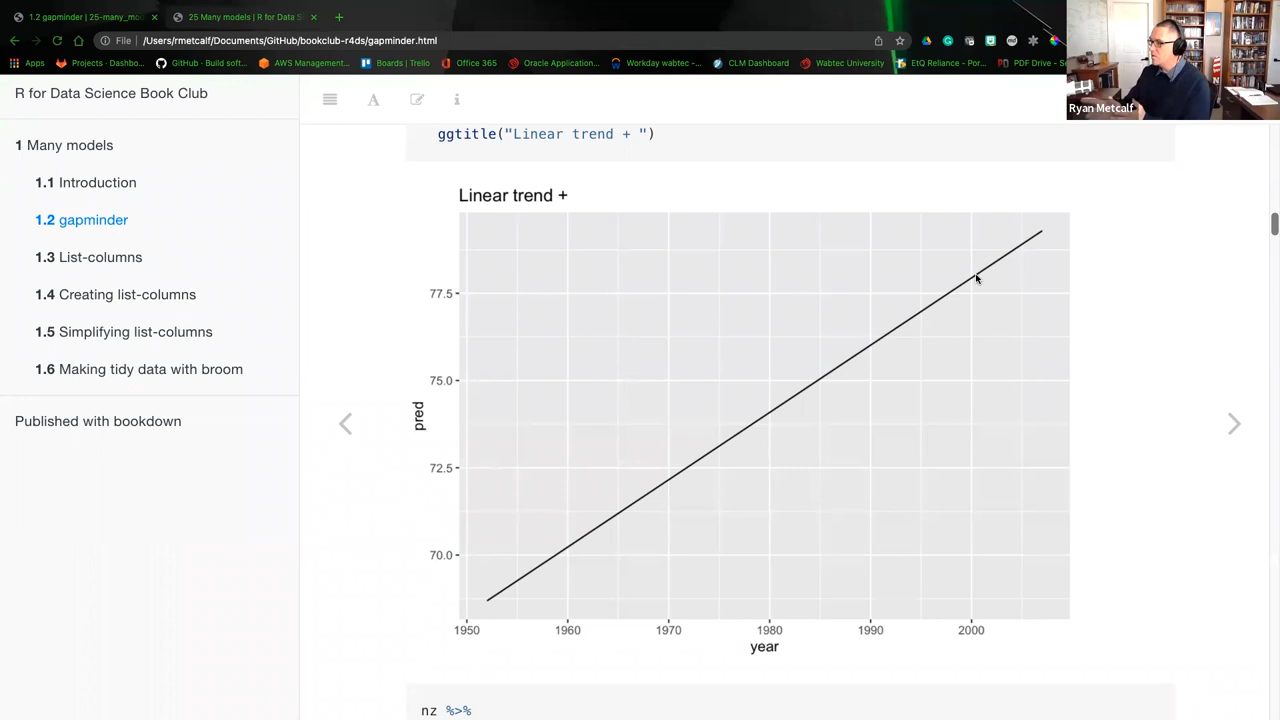 1.2 gapminder | 25-many_mo
25 Many models | R for Data S
File
/Users/rmetcalf/Documents/GitHub/bookclub-r4ds/gapminder.html
Apps
Projects - Dashbo...
GitHub - Build soft...
AWS Management...
Boards | Trello
Office 365
Oracle Application...
Workday wabtec -...
CLM Dashboard
Wabtec University
EtQ Reliance - Por...
PDF Drive - Se
Ryan Metcalf
R for Data Science Book Club
1 Many models
1.1 Introduction
1.2 gapminder
1.3 List-columns
1.4 Creating list-columns
1.5 Simplifying list-columns
1.6 Making tidy data with broom
Published with bookdown
ggtitle("Linear trend + ")
Linear trend +
77.5
75.0
72.5
70.0
pred
1950 1960 1970 1980 1990 2000
year
nz %>%